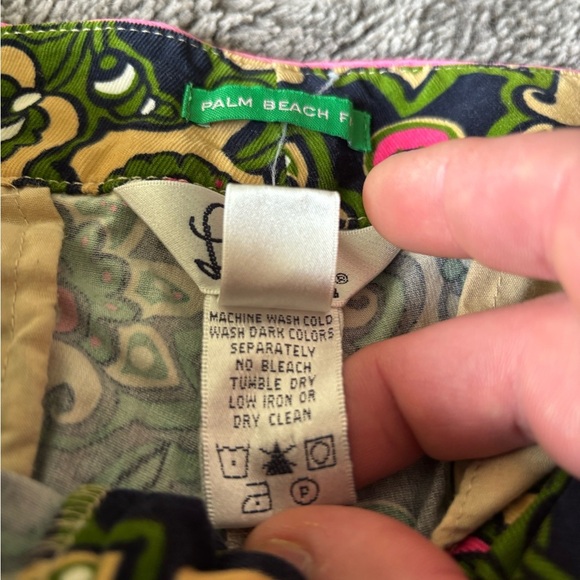 PALM BEACH F
®
MACHINE WASH COLD
WASH DARK COLORS
SEPARATELY
NO BLEACH
TUMBLE DRY
LOW IRON OR
DRY CLEAN
P